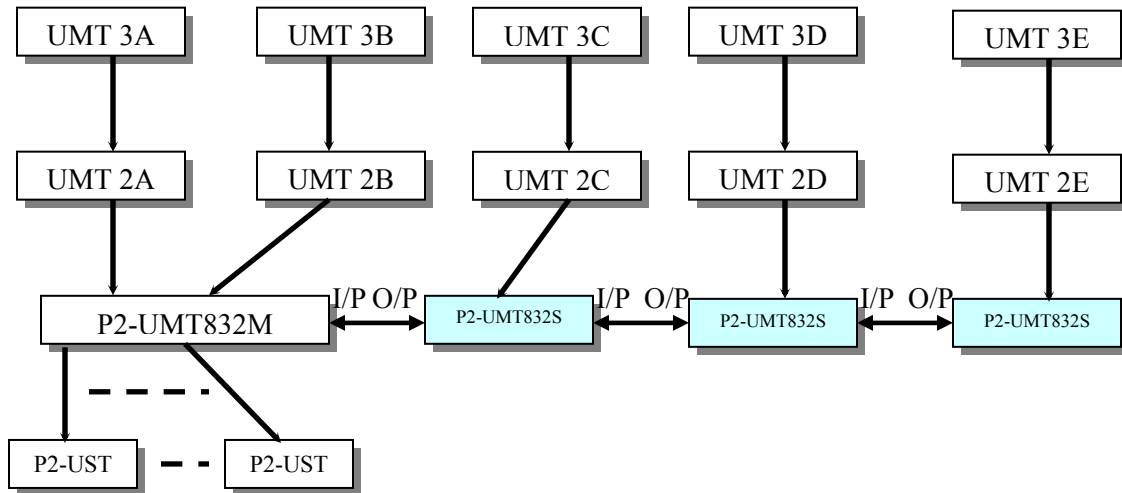 UMT 3A
UMT 3B
UMT 3C
UMT 3D
UMT 3E
UMT 2A
UMT 2B
UMT 2C
UMT 2D
UMT 2E
I/P O/P
I/P O/P
I/P O/P
P2-UMT832M
P2-UMT832S
P2-UMT832S
P2-UMT832S
P2-UST
P2-UST